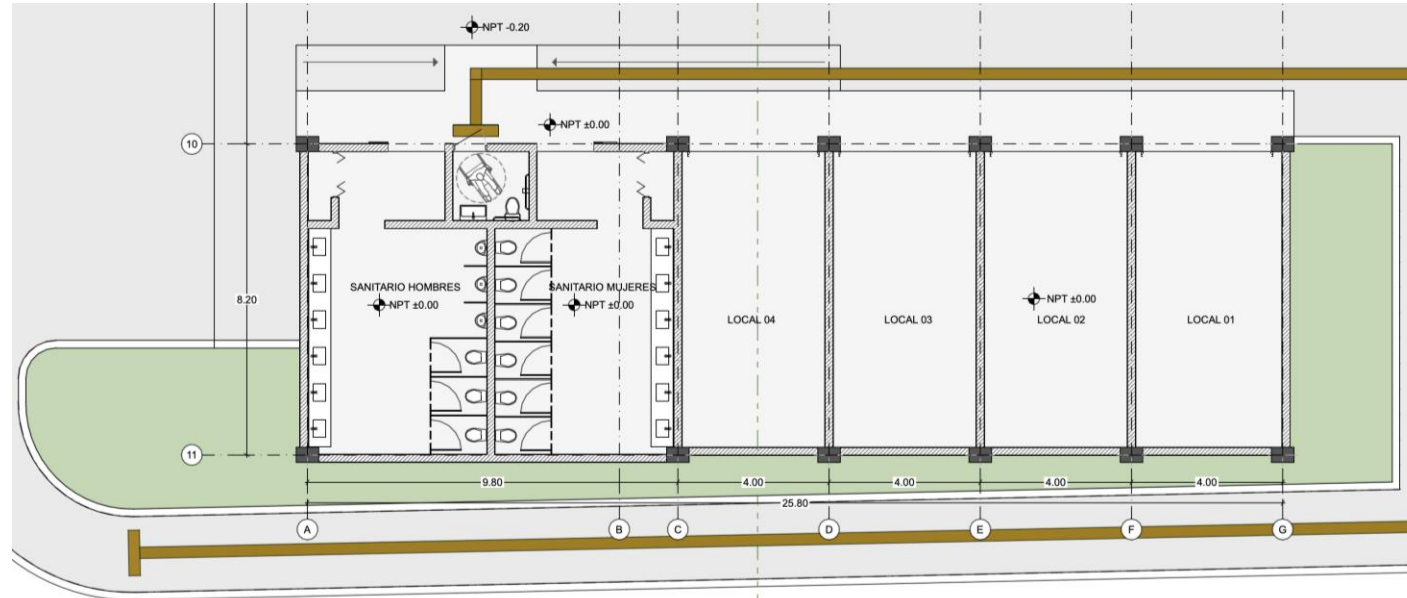 NPT -0.20
NPT ±0.00
10
8.20
SANITARIO HOMBRES
NPT ±0.00
SANITARIO MUJERES
NPT ±0.00
NPT ±0.00
LOCAL 04
LOCAL 03
LOCAL 02
LOCAL 01
11
9.80
4.00
4.00
4.00
4.00
25.80
A
B
C
D
E
F
G